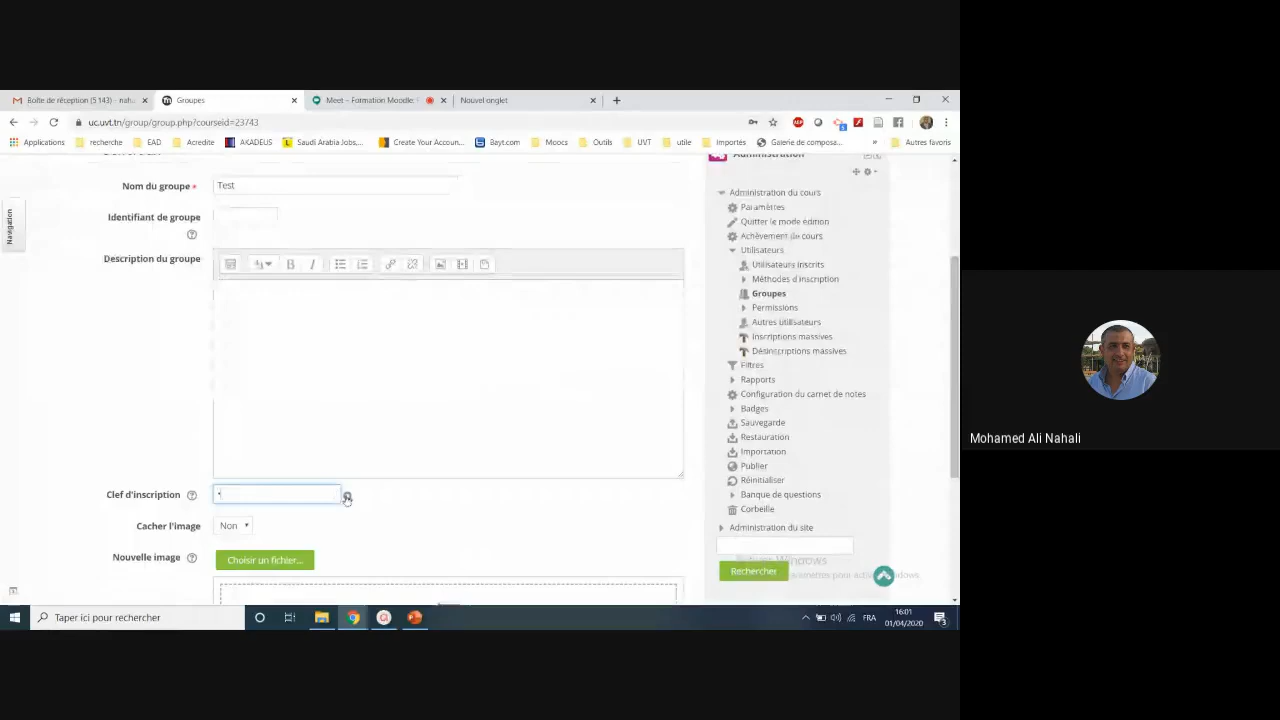 Boîte de réception (5 143) - nah
Groupes
Meet – Formation Moodle
Nouvel onglet
uc.uvt.tn/group/group.php?courseid=23743
Applications
recherche
EAD
Acredite
AKADEUS
Saudi Arabia Jobs,...
Create Your Accoun...
Bayt.com
Moocs
Outils
UVT
utile
Importés
Galerie de composa...
»
Autres favoris
Administration
Navigation
Nom du groupe
Test
Identifiant de groupe
Description du groupe
Clef d'inscription
Cacher l'image
Non
Nouvelle image
Choisir un fichier...
Administration du cours
Paramètres
Quitter le mode édition
Achèvement de cours
Utilisateurs
Utilisateurs inscrits
Méthodes d'inscription
Groupes
Permissions
Autres utilisateurs
Inscriptions massives
Désinscriptions massives
Filtres
Rapports
Configuration du carnet de notes
Badges
Sauvegarde
Restauration
Importation
Publier
Réinitialiser
Banque de questions
Corbeille
Administration du site
Rechercher
Taper ici pour rechercher
FRA
16:01
01/04/2020
Mohamed Ali Nahali